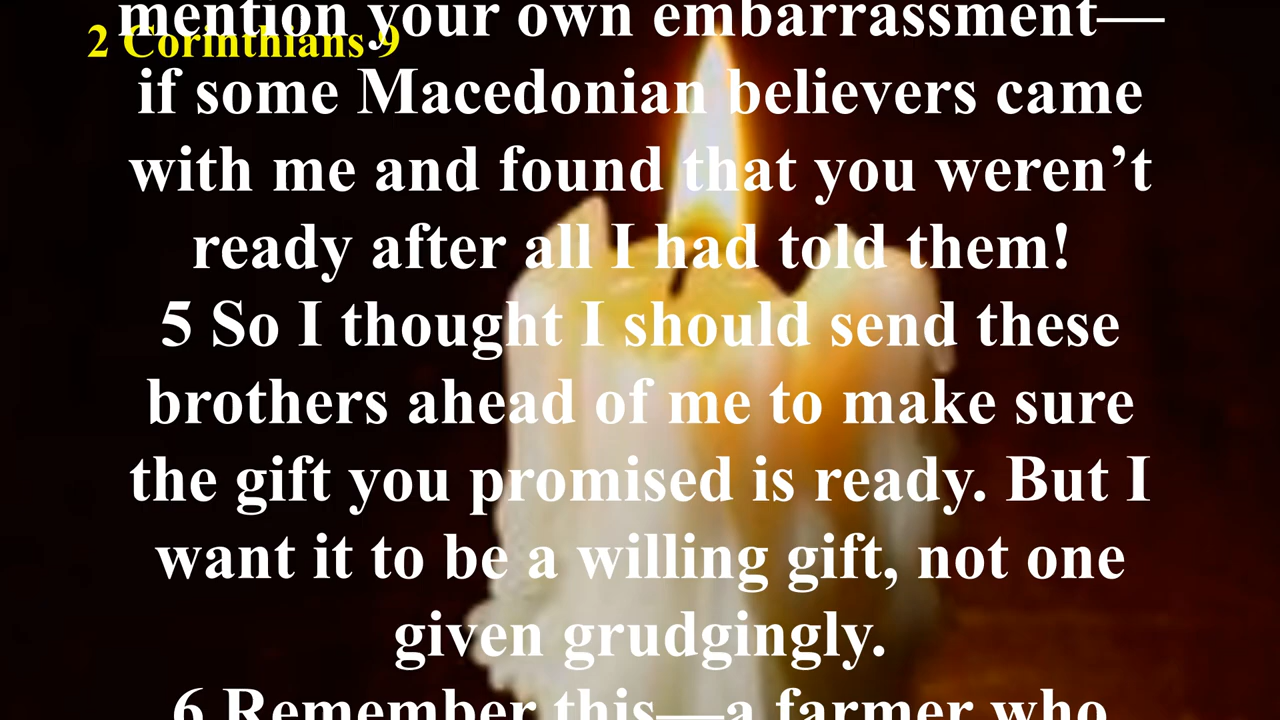 mention your own embarrassment—
2 Corinthians 9
if some Macedonian believers came
with me and found that you weren’t
ready after all I had told them!
5 So I thought I should send these
brothers ahead of me to make sure
the gift you promised is ready. But I
want it to be a willing gift, not one
given grudgingly.
6 Remember this—a farmer who